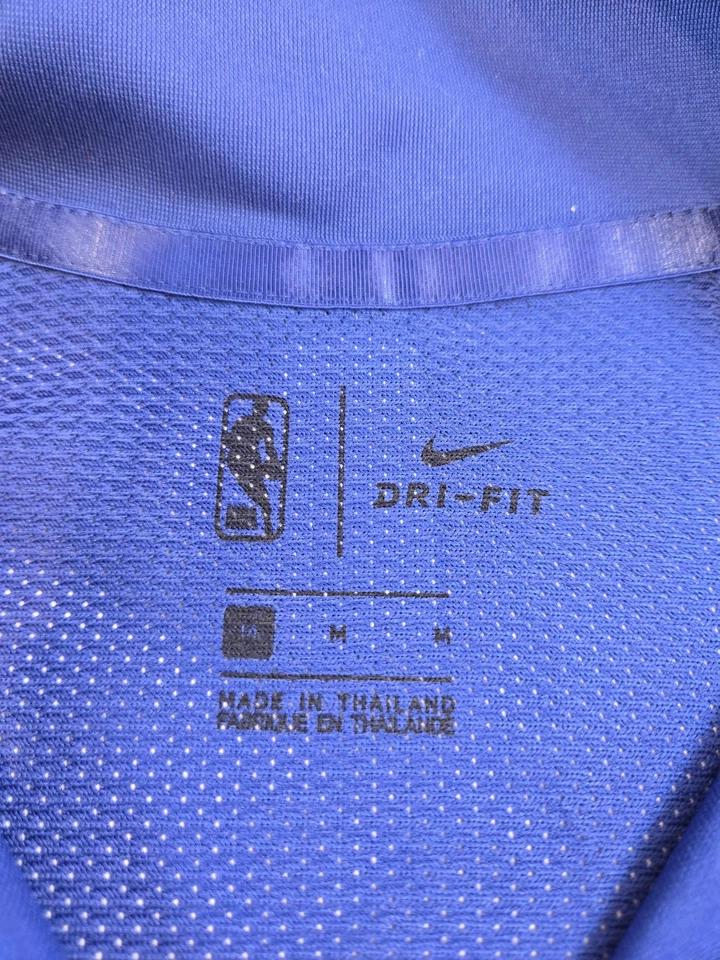 DRI-FIT
M M
MADE IN THAILAND
FABRIQUE EN THAILANDE